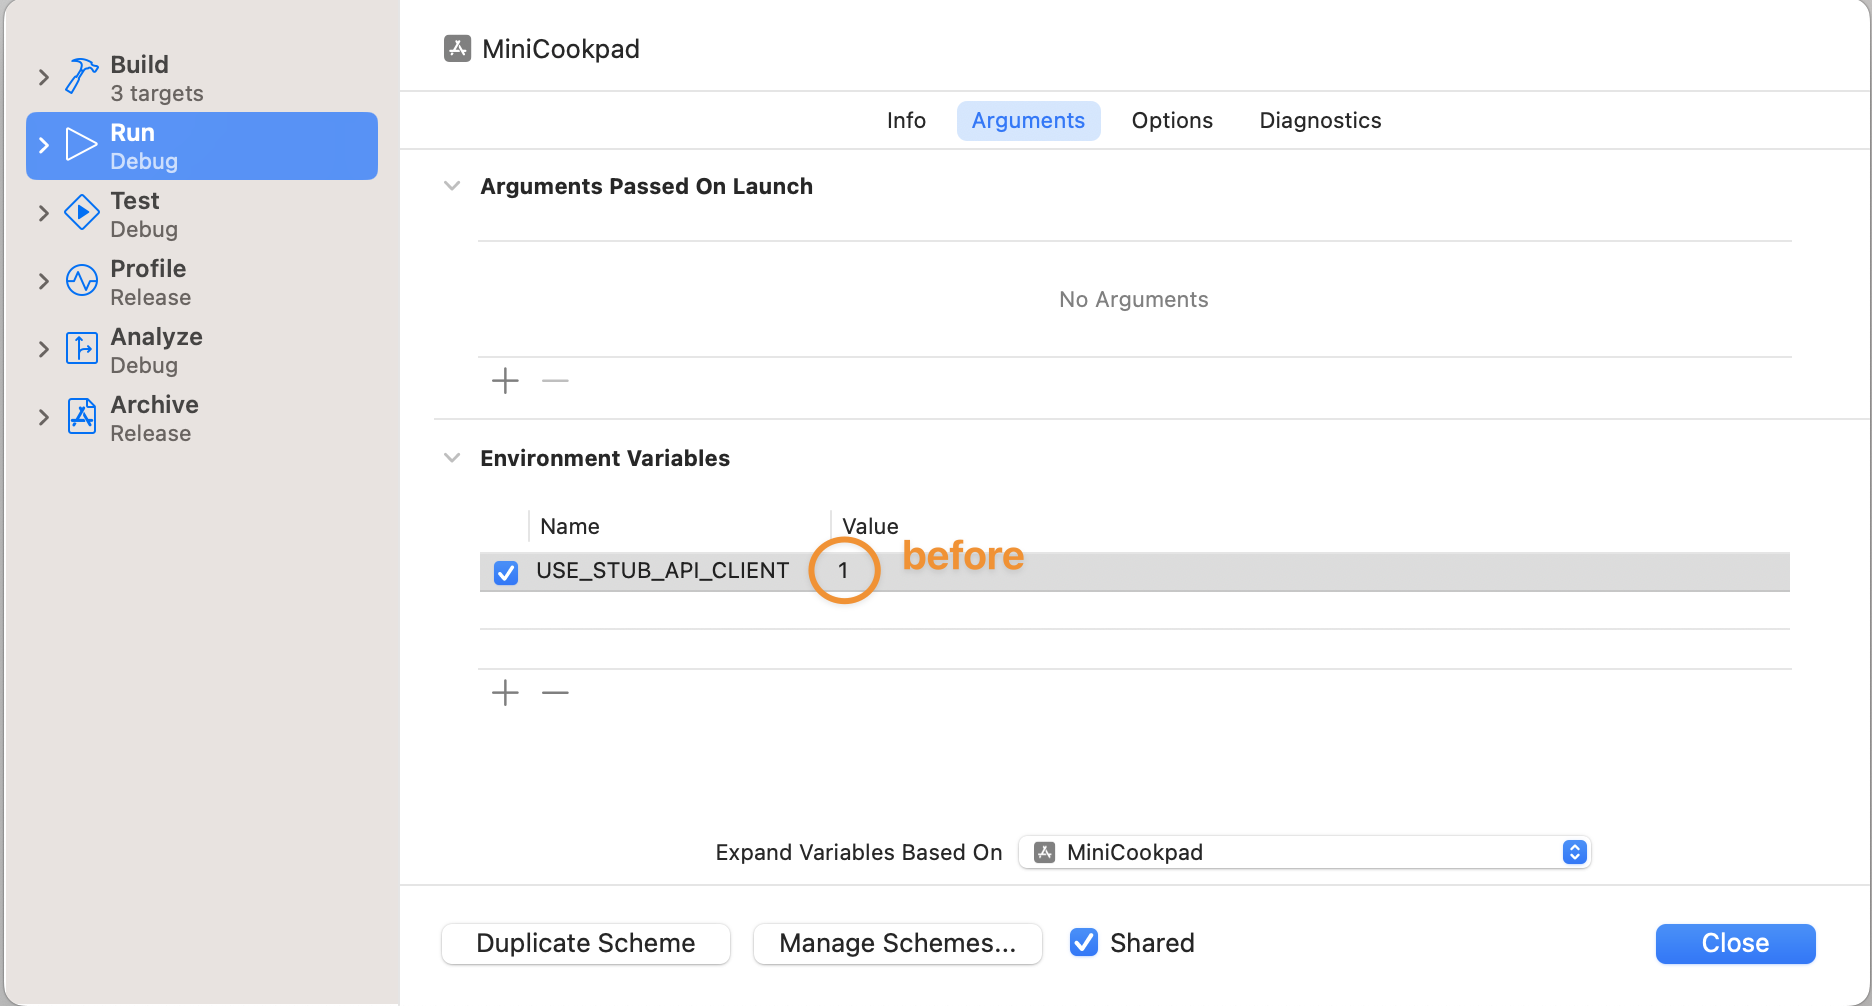 Build
3 targets
Run
Debug
Test
Debug
Profile
Release
Analyze
Debug
Archive
Release
MiniCookpad
Info Arguments Options Diagnostics
Arguments Passed On Launch
No Arguments
Environment Variables
Name Value
before
USE_STUB_API_CLIENT 1
Expand Variables Based On MiniCookpad
Duplicate Scheme Manage Schemes... Shared Close